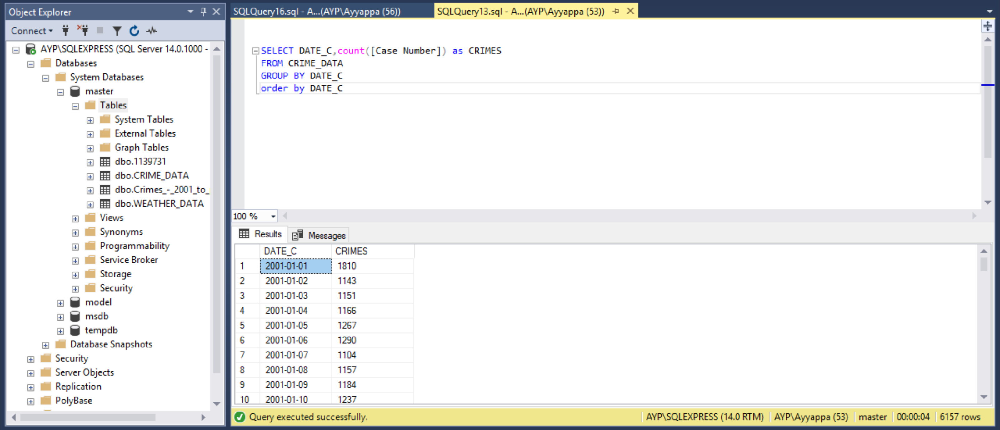 Object Explorer
Connect
AYP\SQLEXPRESS (SQL Server 14.0.1000 -
Databases
System Databases
master
Tables
System Tables
External Tables
Graph Tables
dbo.1139731
dbo.CRIME_DATA
dbo.Crimes_-_2001_to_
dbo.WEATHER_DATA
Views
Synonyms
Programmability
Service Broker
Storage
Security
model
msdb
tempdb
Database Snapshots
Security
Server Objects
Replication
PolyBase
SQLQuery16.sql - A...(AYP\Ayyappa (56))
SQLQuery13.sql - A...(AYP\Ayyappa (53))
SELECT DATE_C,count([Case Number]) as CRIMES
FROM CRIME_DATA
GROUP BY DATE_C
order by DATE_C
100 %
Results
Messages
DATE_C CRIMES
1 2001-01-01 1810
2 2001-01-02 1143
3 2001-01-03 1151
4 2001-01-04 1166
5 2001-01-05 1267
6 2001-01-06 1290
7 2001-01-07 1104
8 2001-01-08 1157
9 2001-01-09 1184
10 2001-01-10 1237
Query executed successfully. AYP\SQLEXPRESS (14.0 RTM) AYP\Ayyappa (53) master 00:00:04 6157 rows